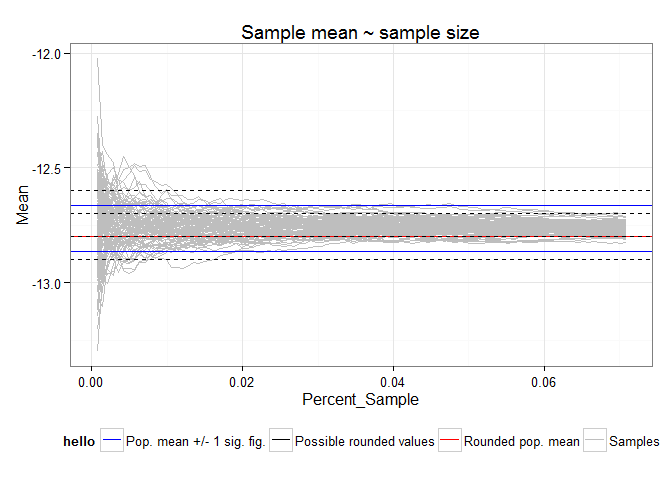 Sample mean ~ sample size
-12.0
-12.5
-13.0
Mean
0.00 0.02 0.04 0.06
Percent_Sample
hello Pop. mean +/- 1 sig. fig. Possible rounded values Rounded pop. mean Samples